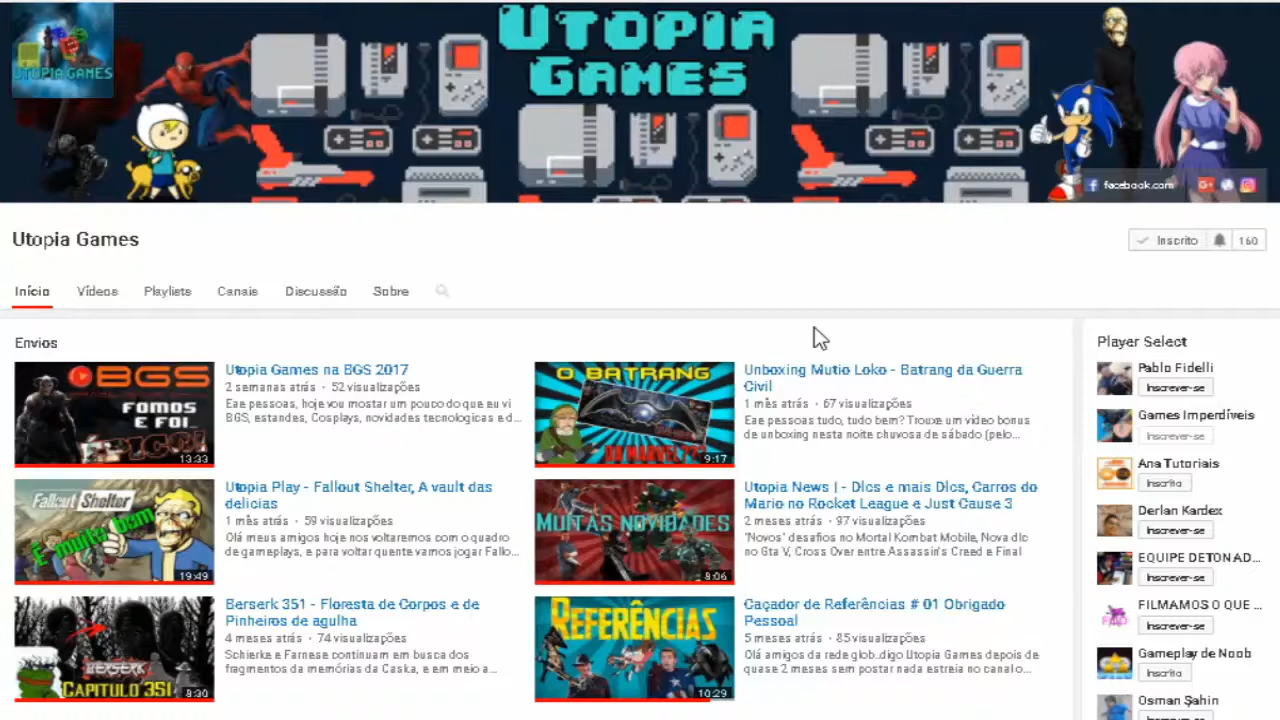 UTOPIA
GAMES
UTOPIA GAMES
facebook.com
Utopia Games
Inscrito 160
Início Vídeos Playlists Canais Discussão Sobre
Envios
BGS
FOMOS
E FOI...
ÉPICO!
13:33
Utopia Games na BGS 2017
2 semanas atrás · 52 visualizações
Eae pessoas, hoje vou mostar um pouco do que eu vi
BGS, estandes, Cosplays, novidades tecnologicas e d...
O BATRANG
DA MARVEL??
9:17
Unboxing Mutio Loko - Batrang da Guerra
Civil
1 mês atrás · 67 visualizações
Eae pessoas tudo, tudo bem? Trouxe um vídeo bonus
de unboxing nesta noite chuvosa de sábado (pelo...
Fallout Shelter
É muito bom
19:49
Utopia Play - Fallout Shelter, A vault das
delicias
1 mês atrás · 59 visualizações
Olá meus amigos hoje nos voltaremos com o quadro
de gameplays, e para voltar quente vamos jogar Fallo...
MUITAS NOVIDADES
8:06
Utopia News | - Dlcs e mais Dlcs, Carros do
Mario no Rocket League e Just Cause 3
2 meses atrás · 97 visualizações
'Novos' desafios no Mortal Kombat Mobile, Nova dlc
no Gta V, Cross Over entre Assassin's Creed e Final
BERSERK
CAPITULO 351
8:30
Berserk 351 - Floresta de Corpos e de
Pinheiros de agulha
4 meses atrás · 74 visualizações
Schierke e Farnese continuam em busca dos
fragmentos da memórias da Caska, e em meio a...
REFERÊNCIAS
10:29
Caçador de Referências # 01 Obrigado
Pessoal
5 meses atrás · 85 visualizações
Olá amigos da rede glob..digo Utopia Games depois de
quase 2 meses sem postar nada estreia no canal o...
Player Select
Pablo Fidelli
Inscrever-se
Games Imperdíveis
Inscrever-se
Ana Tutoriais
Inscrito
Derlan Kardex
Inscrever-se
EQUIPE DETONAD...
Inscrever-se
FILMAMOS O QUE ...
Inscrever-se
Gameplay de Noob
Inscrito
Osman Şahin